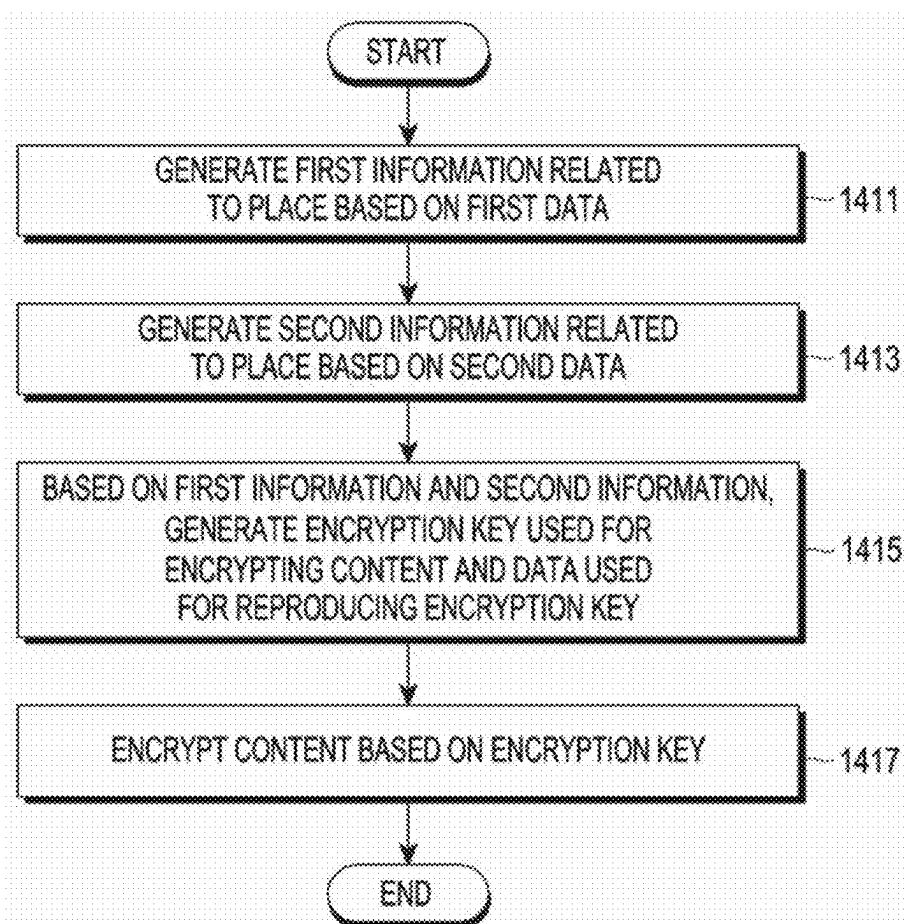 START
GENERATE FIRST INFORMATION RELATED
TO PLACE BASED ON FIRST DATA
1411
GENERATE SECOND INFORMATION RELATED
TO PLACE BASED ON SECOND DATA
1413
BASED ON FIRST INFORMATION AND SECOND INFORMATION,
GENERATE ENCRYPTION KEY USED FOR
ENCRYPTING CONTENT AND DATA USED
FOR REPRODUCING ENCRYPTION KEY
1415
ENCRYPT CONTENT BASED ON ENCRYPTION KEY
1417
END